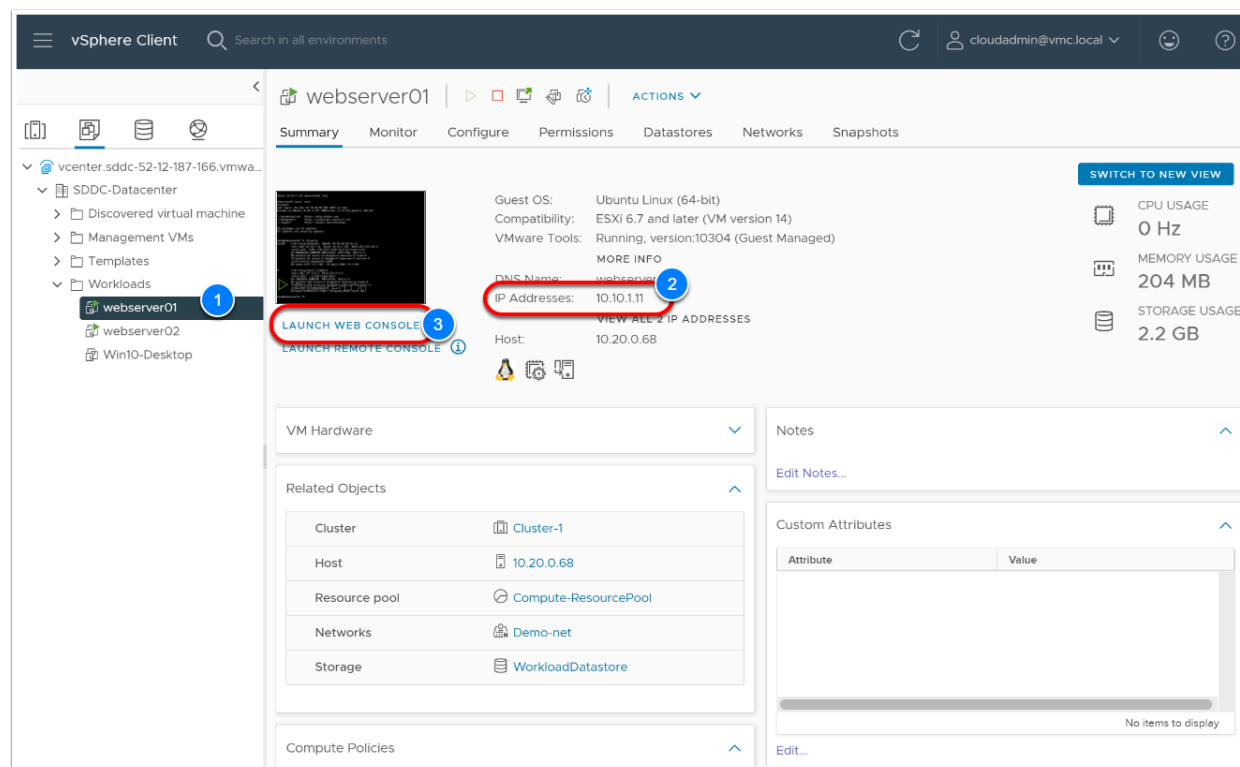 vSphere Client
Search in all environments
cloudadmin@vmc.local
webserver01
ACTIONS
Summary Monitor Configure Permissions Datastores Networks Snapshots
vcenter.sddc-52-12-187-166.vmwa...
SDDC-Datacenter
Discovered virtual machine
Management VMs
Templates
Workloads
webserver01
1
webserver02
Win10-Desktop
SWITCH TO NEW VIEW
Guest OS: Ubuntu Linux (64-bit)
Compatibility: ESXi 6.7 and later (VM version 14)
VMware Tools: Running, version:10304 (Guest Managed)
MORE INFO
DNS Name: webserver
2
IP Addresses: 10.10.1.11
VIEW ALL 2 IP ADDRESSES
Host: 10.20.0.68
LAUNCH WEB CONSOLE
3
LAUNCH REMOTE CONSOLE
CPU USAGE
0 Hz
MEMORY USAGE
204 MB
STORAGE USAGE
2.2 GB
VM Hardware
Related Objects
Cluster Cluster-1
Host 10.20.0.68
Resource pool Compute-ResourcePool
Networks Demo-net
Storage WorkloadDatastore
Compute Policies
Notes
Edit Notes...
Custom Attributes
Attribute Value
No items to display
Edit...